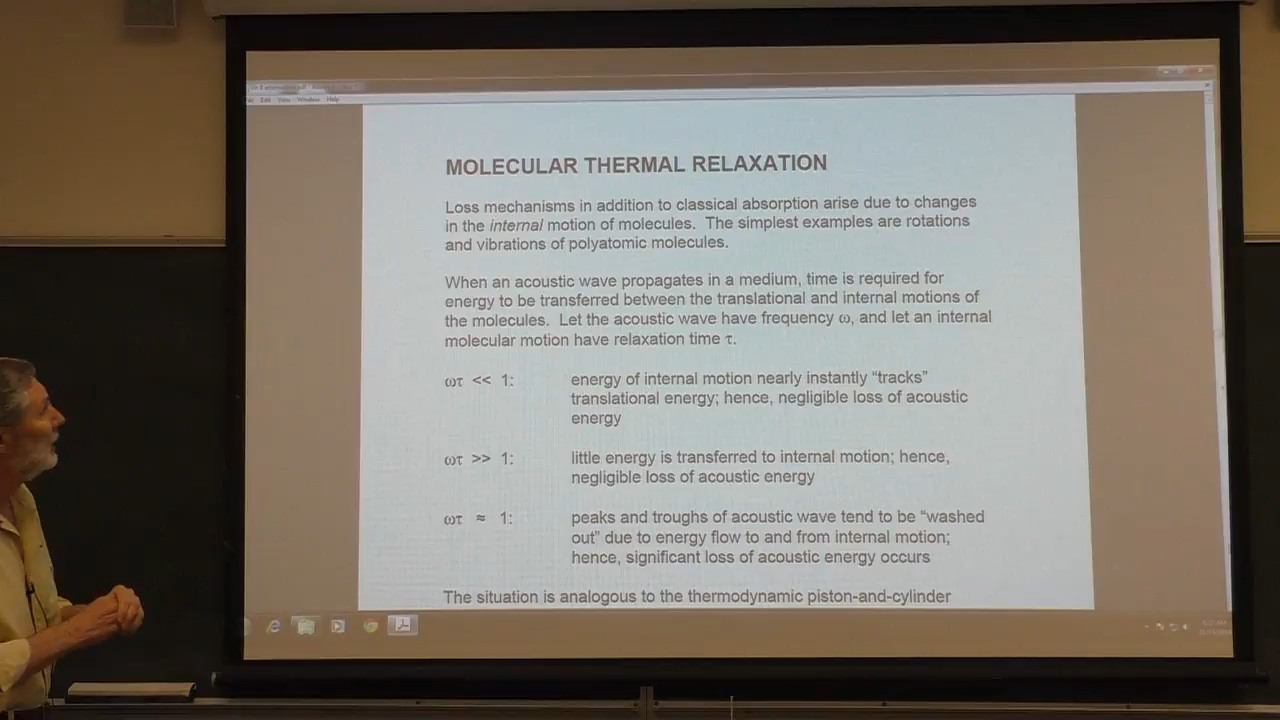 Edit View Window Help
MOLECULAR THERMAL RELAXATION
Loss mechanisms in addition to classical absorption arise due to changes
in the internal motion of molecules. The simplest examples are rotations
and vibrations of polyatomic molecules.
When an acoustic wave propagates in a medium, time is required for
energy to be transferred between the translational and internal motions of
the molecules. Let the acoustic wave have frequency ω, and let an internal
molecular motion have relaxation time τ.
ωτ << 1: energy of internal motion nearly instantly “tracks”
translational energy; hence, negligible loss of acoustic
energy
ωτ >> 1: little energy is transferred to internal motion; hence,
negligible loss of acoustic energy
ωτ ≈ 1: peaks and troughs of acoustic wave tend to be “washed
out” due to energy flow to and from internal motion;
hence, significant loss of acoustic energy occurs
The situation is analogous to the thermodynamic piston-and-cylinder